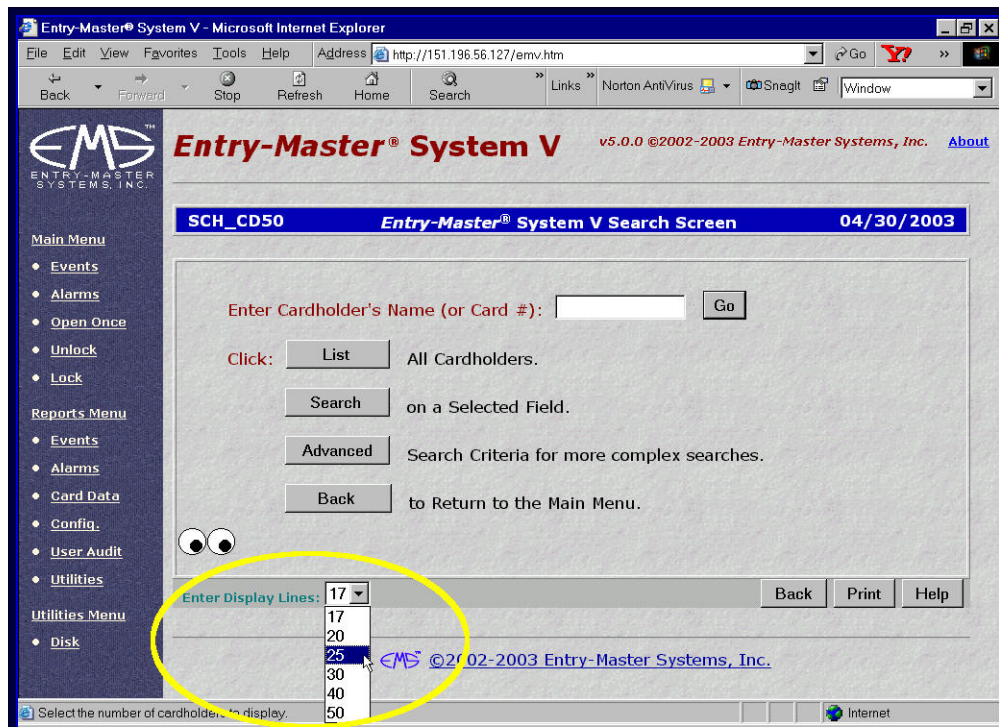 Entry-Master® System V - Microsoft Internet Explorer
File Edit View Favorites Tools Help Address http://151.196.56.127/emv.htm Go Y? »
Back Forward Stop Refresh Home Search » Links » Norton AntiVirus SnagIt Window
EMS™
ENTRY-MASTER
SYSTEMS, INC.
Entry-Master® System V v5.0.0 ©2002-2003 Entry-Master Systems, Inc. About
SCH_CD50 Entry-Master® System V Search Screen 04/30/2003
Main Menu
Events
Alarms
Open Once
Unlock
Lock
Reports Menu
Events
Alarms
Card Data
Config.
User Audit
Utilities
Utilities Menu
Disk
Enter Cardholder's Name (or Card #): Go
Click: List All Cardholders.
Search on a Selected Field.
Advanced Search Criteria for more complex searches.
Back to Return to the Main Menu.
Enter Display Lines: 17 Back Print Help
17
20
25
30
40
50
EMS™ ©2002-2003 Entry-Master Systems, Inc.
Select the number of cardholders to display. Internet